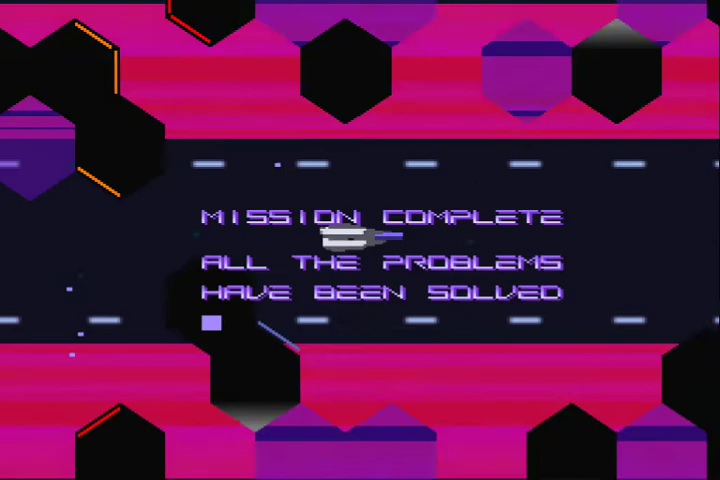 MISSION COMPLETE
ALL THE PROBLEMS
HAVE BEEN SOLVED